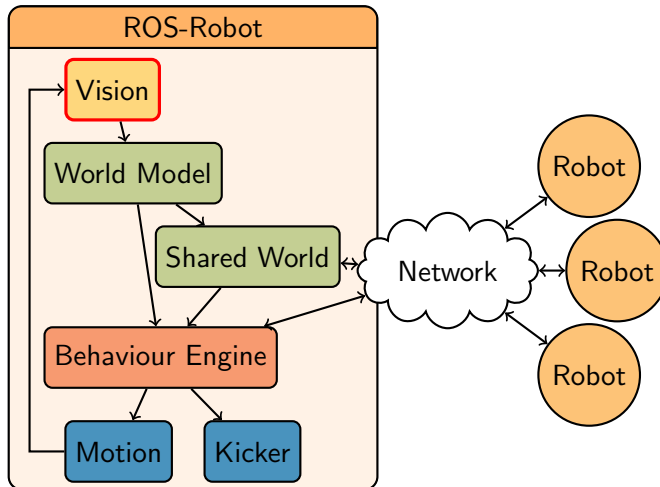 ROS-Robot
Vision
World Model
Shared World
Behaviour Engine
Motion
Kicker
Network
Robot
Robot
Robot